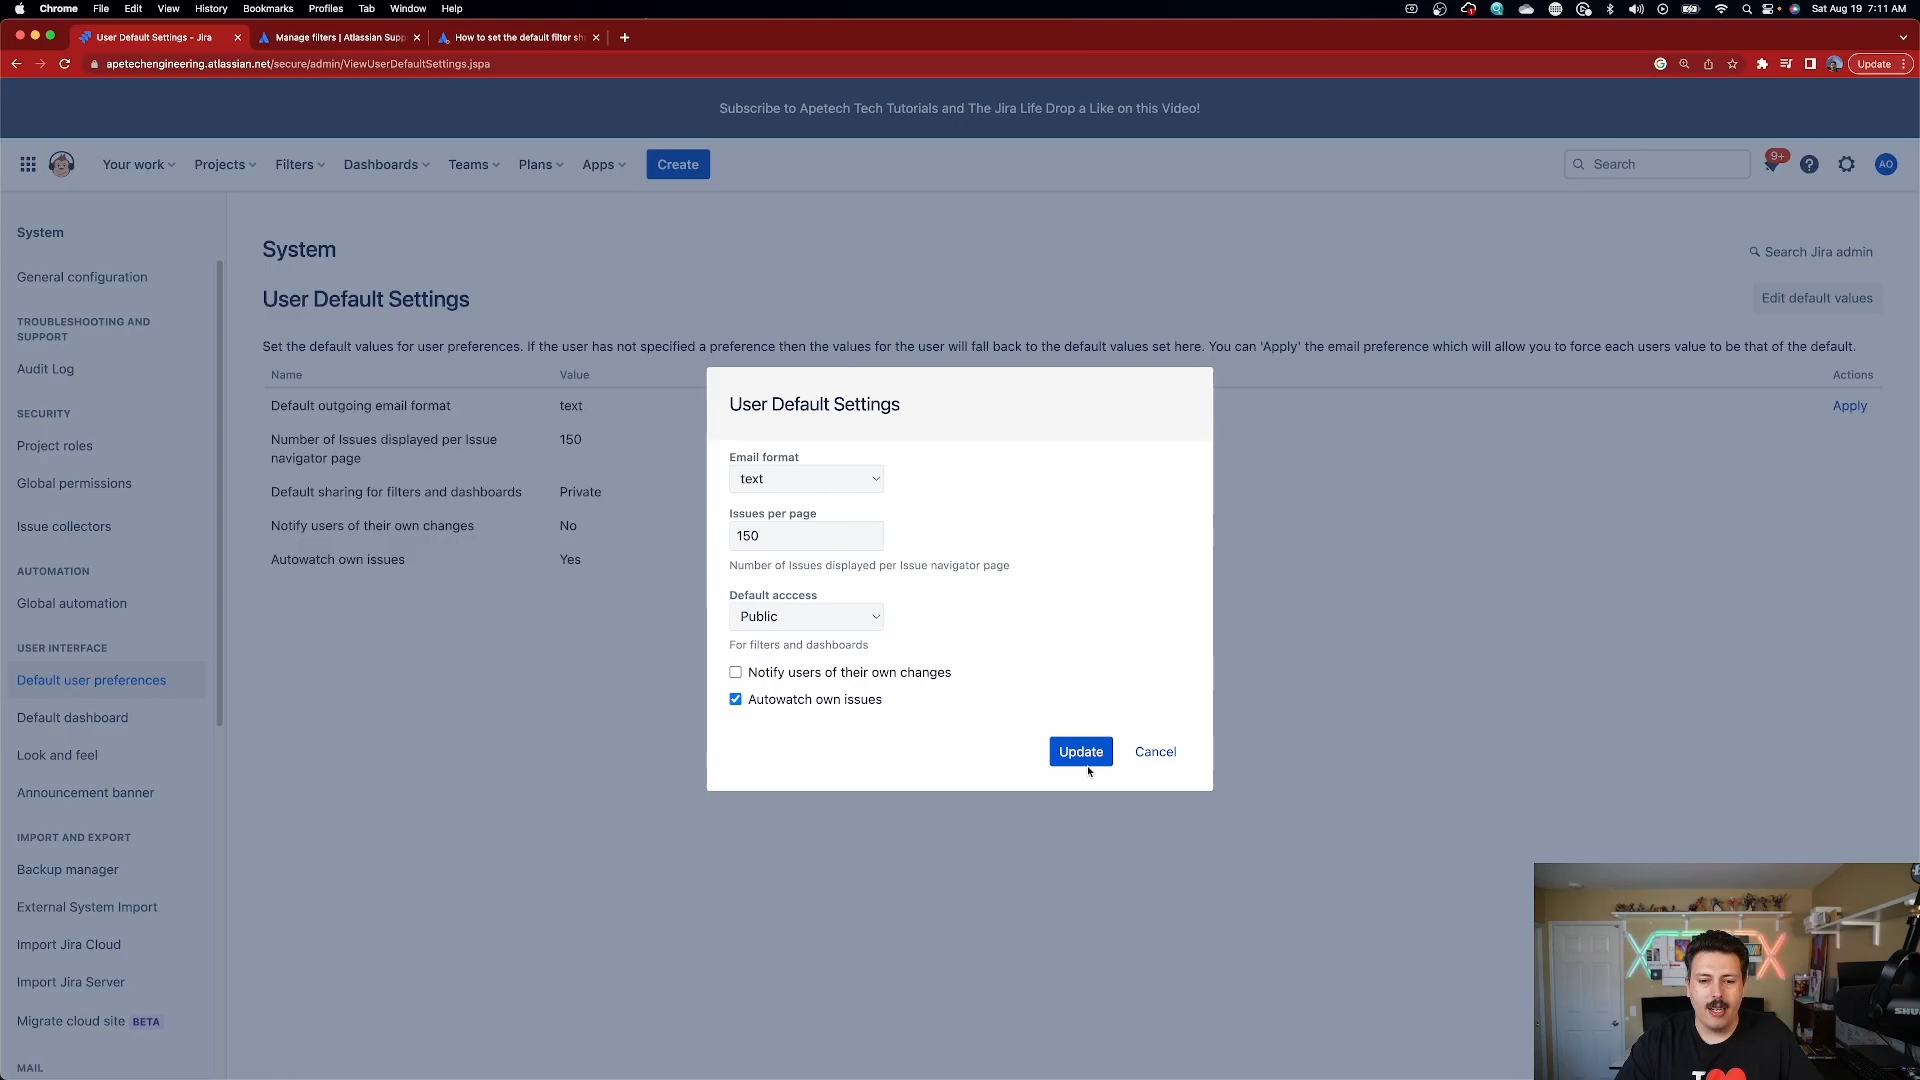 Chrome File Edit View History Bookmarks Profiles Tab Window Help
Sat Aug 19 7:11 AM
User Default Settings - Jira
Manage filters | Atlassian Supp
How to set the default filter sh
apetechengineering.atlassian.net/secure/admin/ViewUserDefaultSettings.jspa
Update
Subscribe to Apetech Tech Tutorials and The Jira Life Drop a Like on this Video!
Your work Projects Filters Dashboards Teams Plans Apps Create
Search
9+
AO
System
General configuration
TROUBLESHOOTING AND
SUPPORT
Audit Log
SECURITY
Project roles
Global permissions
Issue collectors
AUTOMATION
Global automation
USER INTERFACE
Default user preferences
Default dashboard
Look and feel
Announcement banner
IMPORT AND EXPORT
Backup manager
External System Import
Import Jira Cloud
Import Jira Server
Migrate cloud site BETA
MAIL
System
Search Jira admin
User Default Settings
Edit default values
Set the default values for user preferences. If the user has not specified a preference then the values for the user will fall back to the default values set here. You can 'Apply' the email preference which will allow you to force each users value to be that of the default.
Name Value Actions
Default outgoing email format text Apply
Number of Issues displayed per Issue 150
navigator page
Default sharing for filters and dashboards Private
Notify users of their own changes No
Autowatch own issues Yes
User Default Settings
Email format
text
Issues per page
150
Number of Issues displayed per Issue navigator page
Default acccess
Public
For filters and dashboards
Notify users of their own changes
Autowatch own issues
Update Cancel